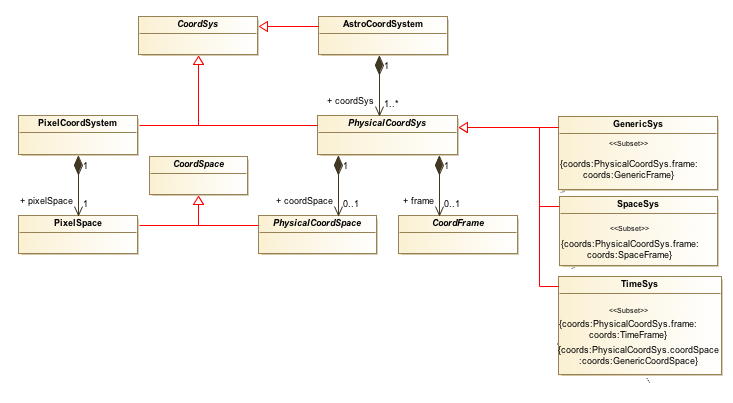 CoordSys
AstroCoordSystem
1
+ coordSys
1..*
PixelCoordSystem
PhysicalCoordSys
GenericSys
<<Subset>>
{coords:PhysicalCoordSys.frame:
coords:GenericFrame}
1
CoordSpace
1
1
+ pixelSpace
1
+ coordSpace
0..1
+ frame
0..1
SpaceSys
<<Subset>>
{coords:PhysicalCoordSys.frame:
coords:SpaceFrame}
PixelSpace
PhysicalCoordSpace
CoordFrame
TimeSys
<<Subset>>
{coords:PhysicalCoordSys.frame:
coords:TimeFrame}
{coords:PhysicalCoordSys.coordSpace
:coords:GenericCoordSpace}